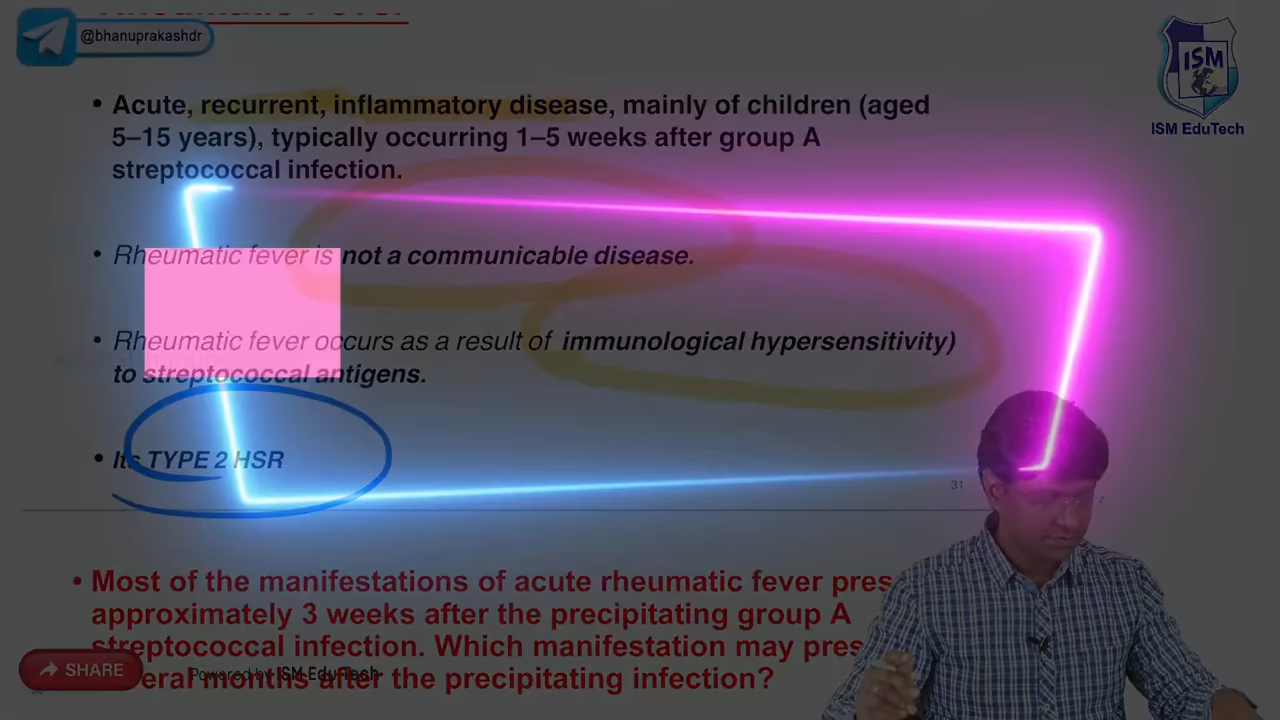 Rheumatic Fever
@bhanuprakashdr
ISM
ISM EduTech
• Acute, recurrent, inflammatory disease, mainly of children (aged
5–15 years), typically occurring 1–5 weeks after group A
streptococcal infection.
• Rheumatic fever is not a communicable disease.
• Rheumatic fever occurs as a result of immunological hypersensitivity)
to streptococcal antigens.
• Its TYPE 2 HSR
31
• Most of the manifestations of acute rheumatic fever pres
approximately 3 weeks after the precipitating group A
streptococcal infection. Which manifestation may pres
eral months after the precipitating infection?
SHARE
Powered by ISM EduTech